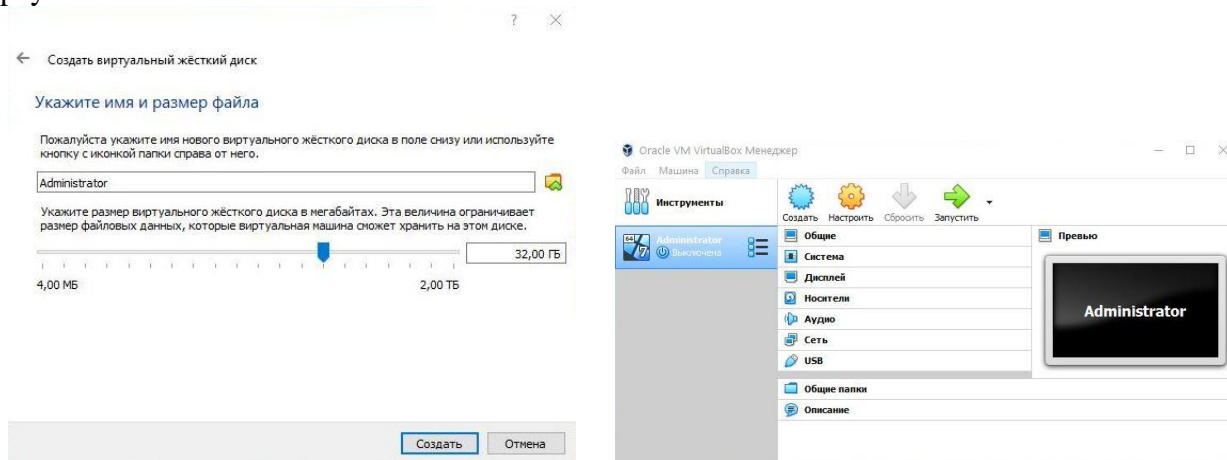 ?
Создать виртуальный жёсткий диск
Укажите имя и размер файла
Пожалуйста укажите имя нового виртуального жёсткого диска в поле снизу или используйте
кнопку с иконкой папки справа от него.
Administrator
Укажите размер виртуального жёсткого диска в мегабайтах. Эта величина ограничивает
размер файловых данных, которые виртуальная машина сможет хранить на этом диске.
32,00 ГБ
4,00 МБ
2,00 ТБ
Создать
Отмена
Oracle VM VirtualBox Менеджер
Файл Машина Справка
Инструменты
Создать Настроить Сбросить Запустить
64
7
Administrator
Выключена
Общие
Система
Дисплей
Носители
Аудио
Сеть
USB
Общие папки
Описание
Превью
Administrator